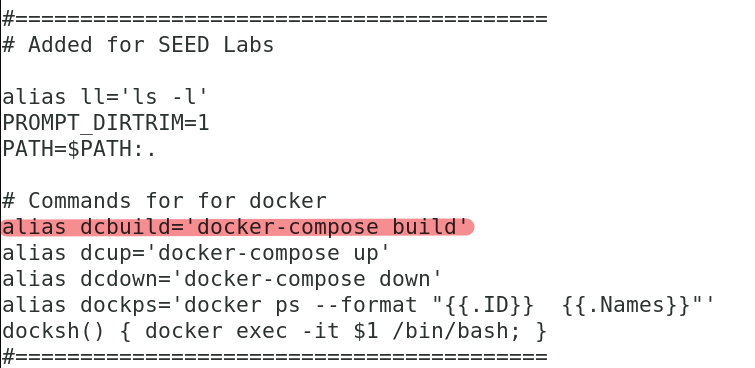 #=========================================
# Added for SEED Labs
alias ll='ls -l'
PROMPT_DIRTRIM=1
PATH=$PATH:.
# Commands for for docker
alias dcbuild='docker-compose build'
alias dcup='docker-compose up'
alias dcdown='docker-compose down'
alias dockps='docker ps --format "{{.ID}}  {{.Names}}"'
docksh() { docker exec -it $1 /bin/bash; }
#=========================================